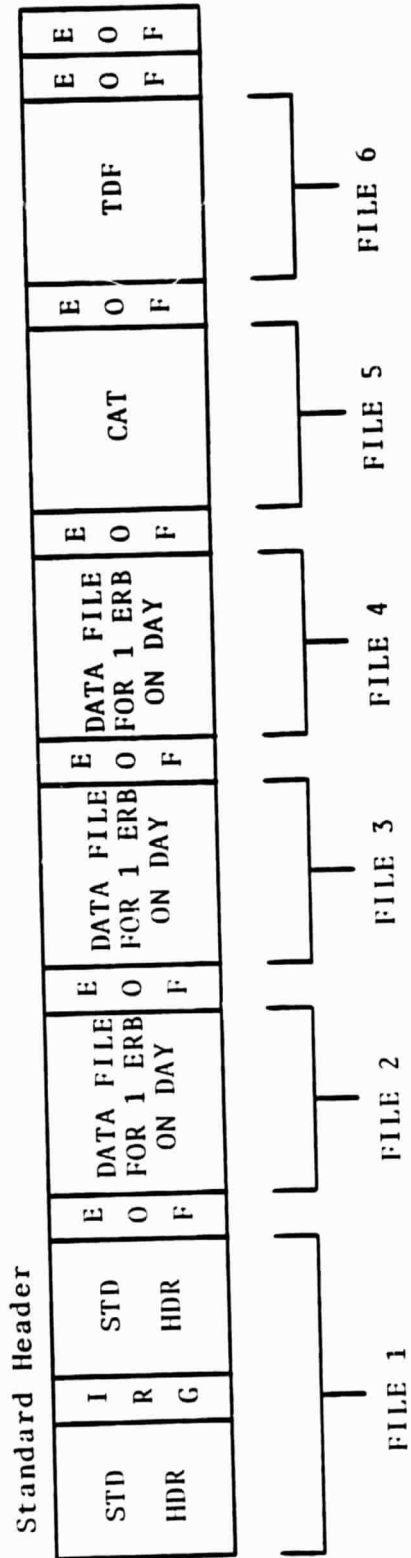 Standard Header
STD
HDR
I
R
G
STD
HDR
E
O
F
DATA FILE
FOR 1 ERB
ON DAY
E
O
F
DATA FILE
FOR 1 ERB
ON DAY
E
O
F
DATA FILE
FOR 1 ERB
ON DAY
E
O
F
CAT
E
O
F
TDF
E
O
F
E
O
F
FILE 1
FILE 2
FILE 3
FILE 4
FILE 5
FILE 6